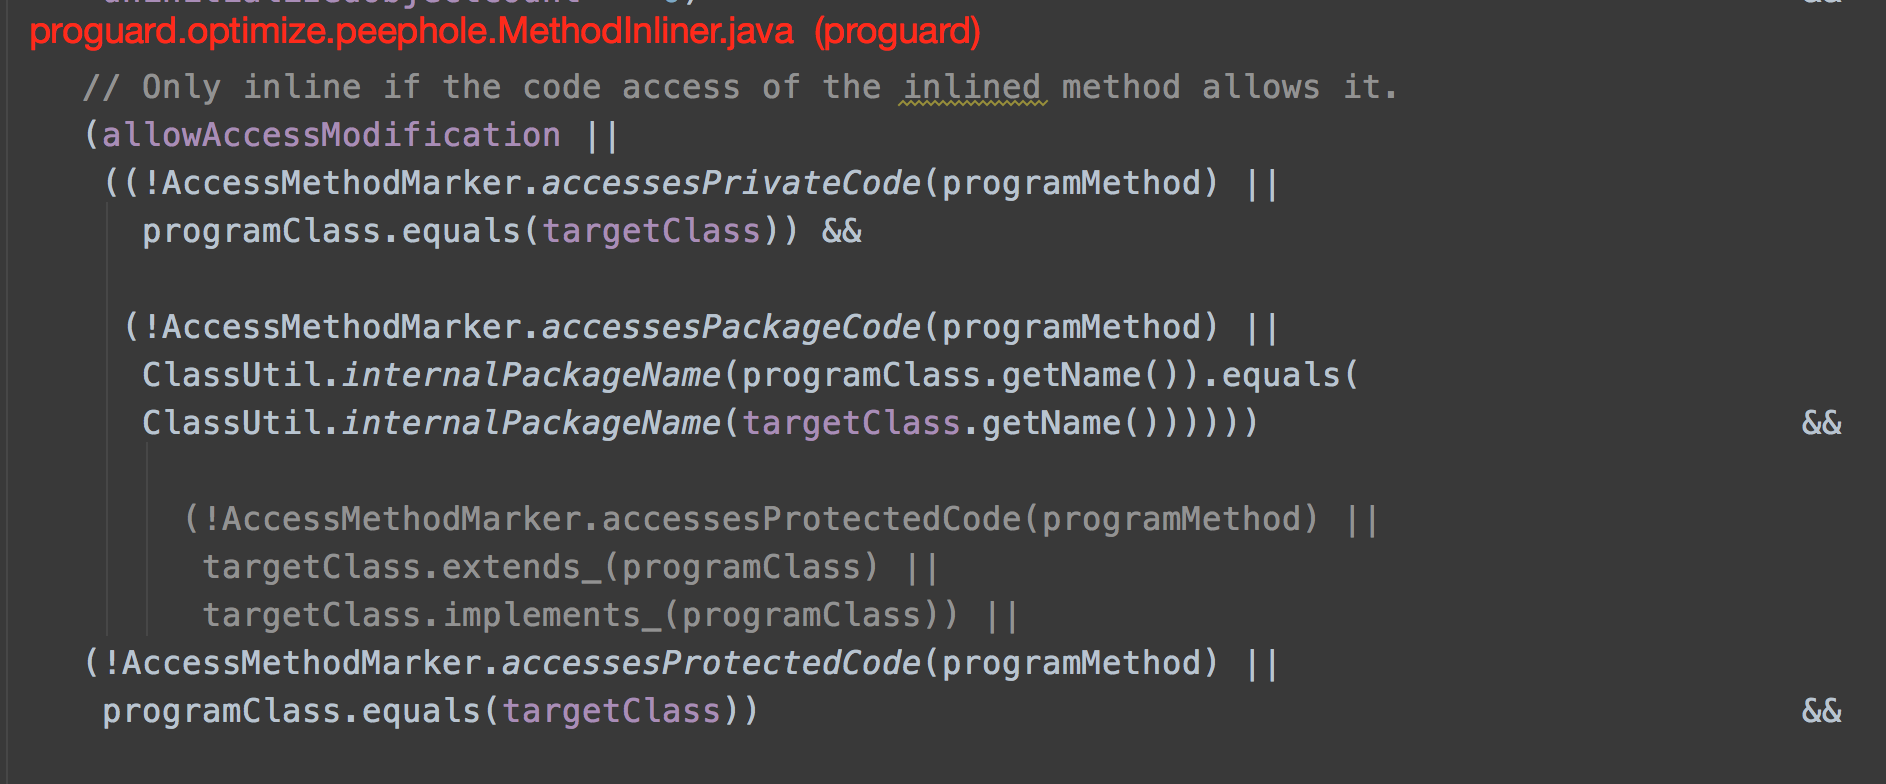 proguard.optimize.peephole.MethodInliner.java (proguard)
// Only inline if the code access of the inlined method allows it.
(allowAccessModification ||
((!AccessMethodMarker.accessesPrivateCode(programMethod) ||
programClass.equals(targetClass)) &&
(!AccessMethodMarker.accessesPackageCode(programMethod) ||
ClassUtil.internalPackageName(programClass.getName()).equals(
ClassUtil.internalPackageName(targetClass.getName()))))) &&
(!AccessMethodMarker.accessesProtectedCode(programMethod) ||
targetClass.extends_(programClass) ||
targetClass.implements_(programClass)) ||
(!AccessMethodMarker.accessesProtectedCode(programMethod) ||
programClass.equals(targetClass)) &&